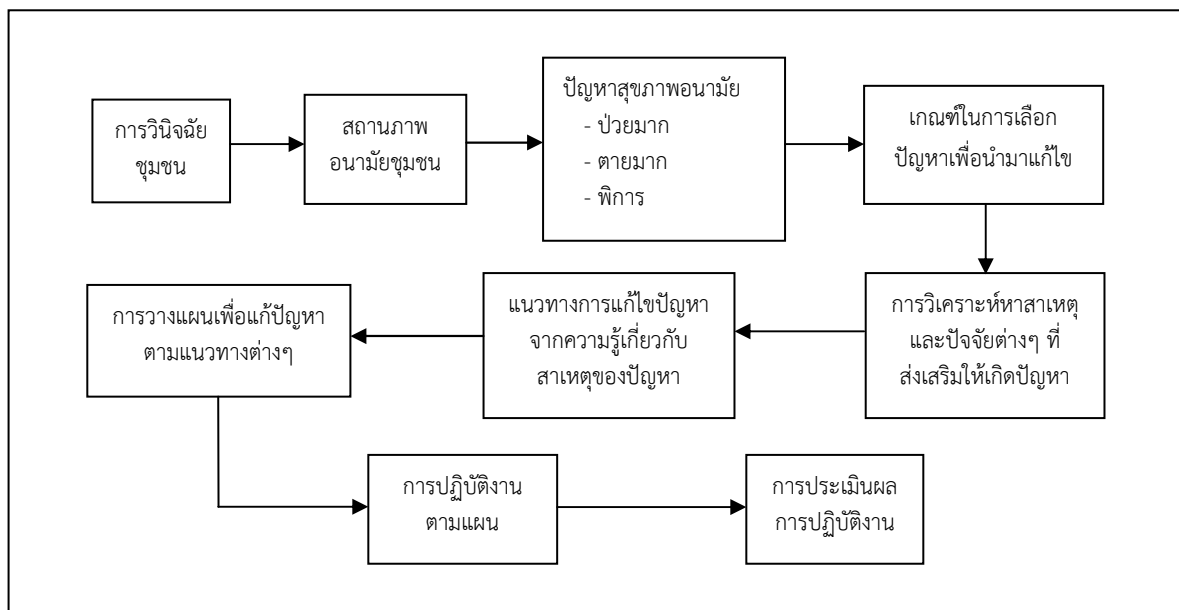 การวินิจฉัย
ชุมชน
สถานภาพ
อนามัยชุมชน
ปัญหาสุขภาพอนามัย
- ป่วยมาก
- ตายมาก
- พิการ
เกณฑ์ในการเลือก
ปัญหาเพื่อนำมาแก้ไข
การวิเคราะห์หาสาเหตุ
และปัจจัยต่างๆ ที่
ส่งเสริมให้เกิดปัญหา
แนวทางการแก้ไขปัญหา
จากความรู้เกี่ยวกับ
สาเหตุของปัญหา
การวางแผนเพื่อแก้ปัญหา
ตามแนวทางต่างๆ
การปฏิบัติงาน
ตามแผน
การประเมินผล
การปฏิบัติงาน